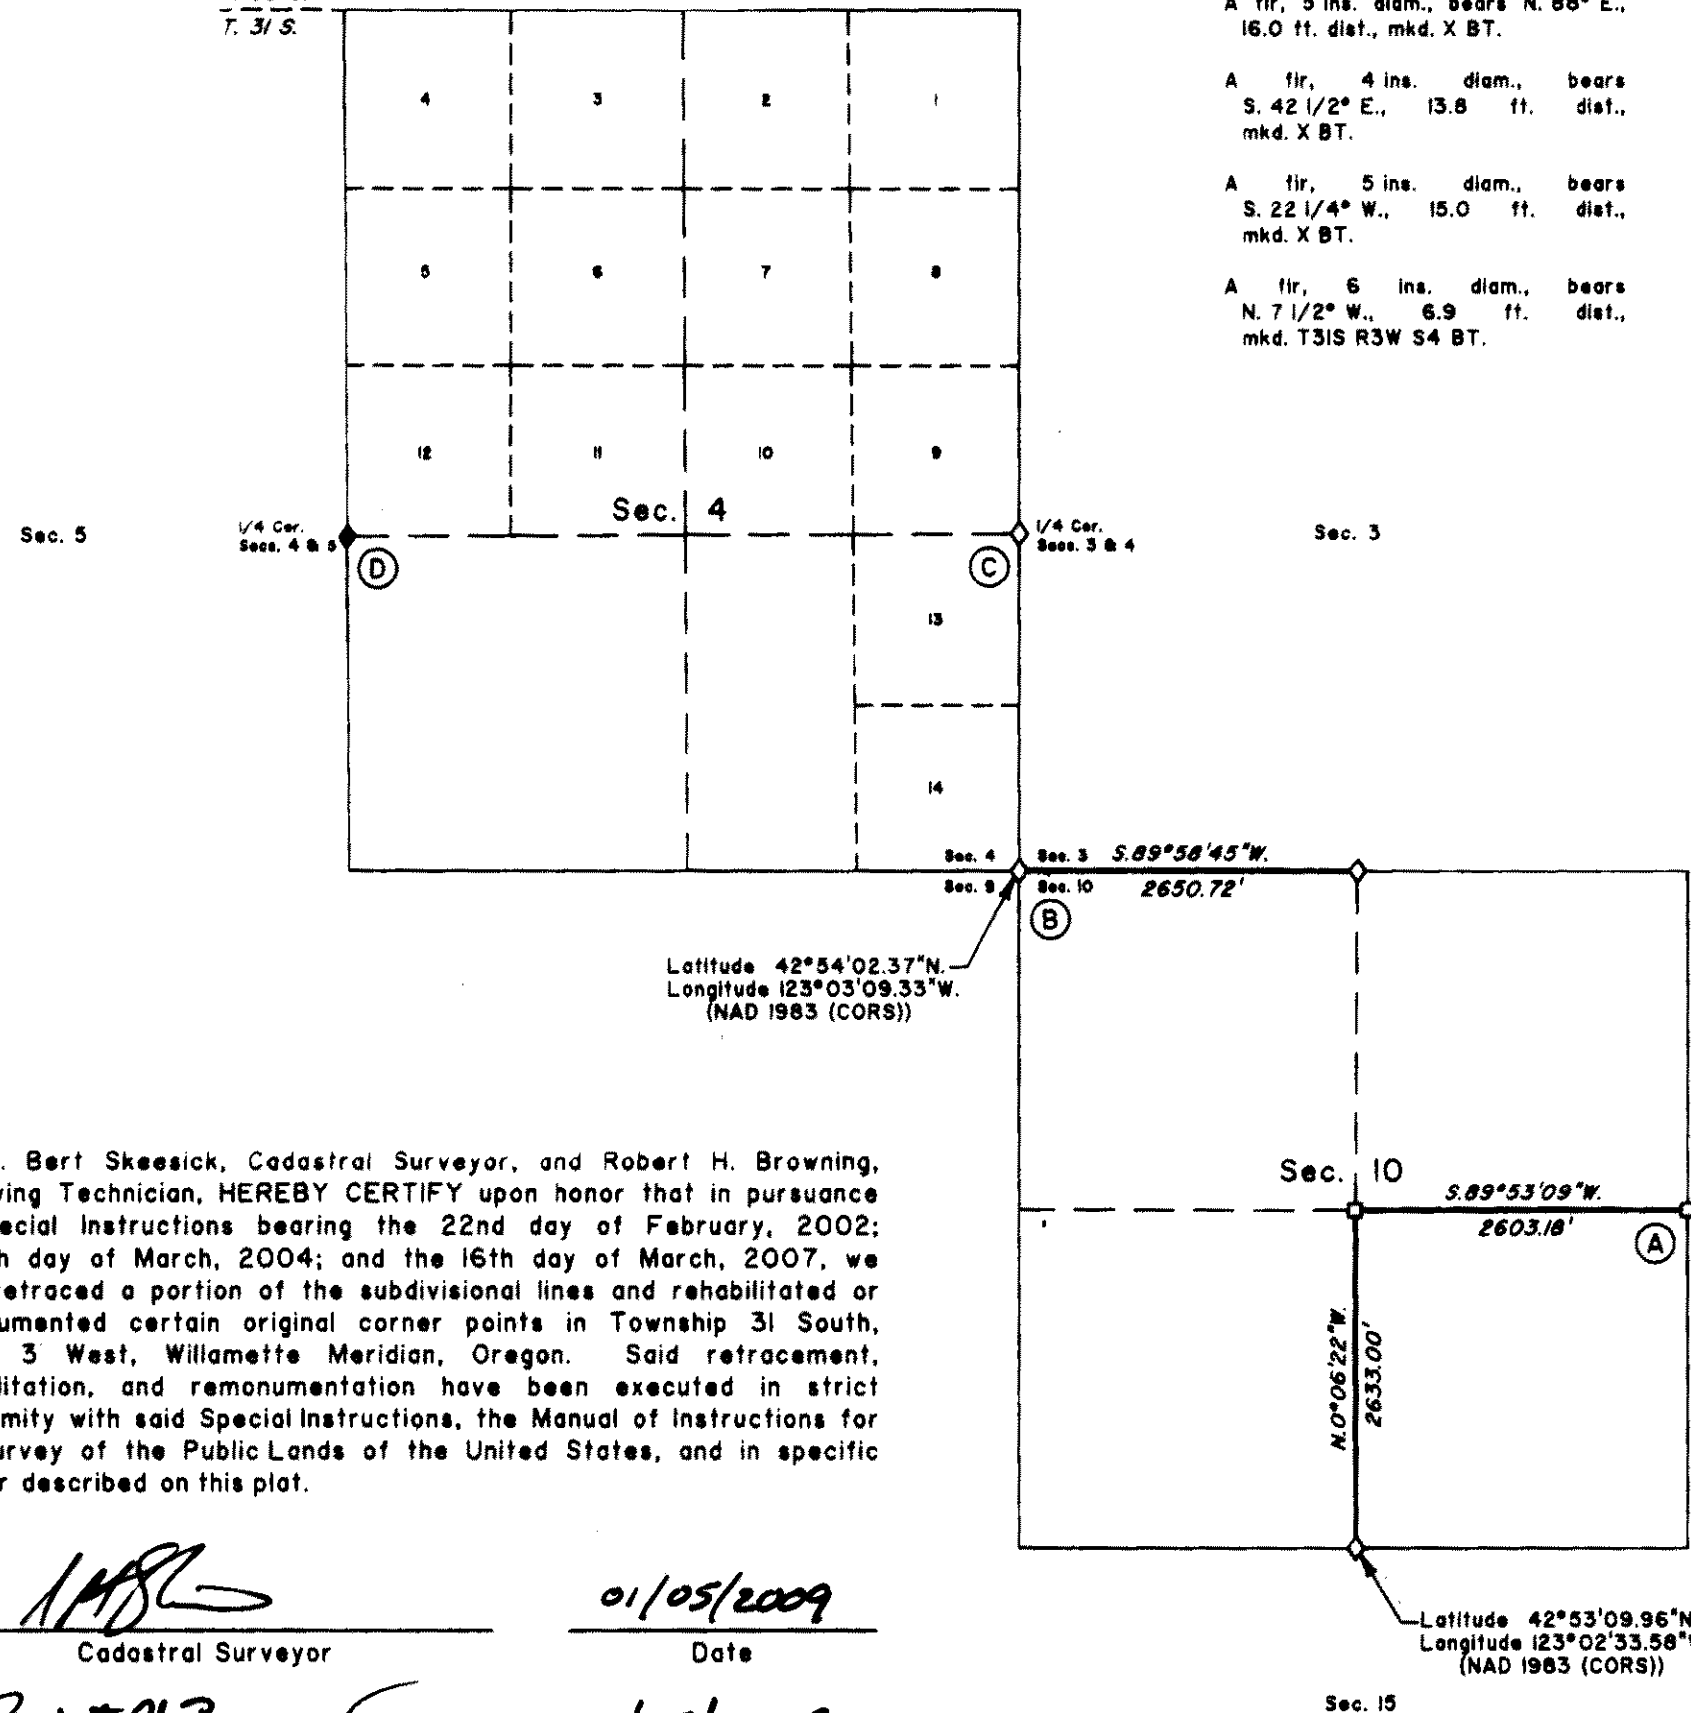 T. 31 S.
A fir, 5 ins. diam., bears N. 88° E.,
16.0 ft. dist., mkd. X BT.
A fir, 4 ins. diam., bears
S. 42 1/2° E., 13.8 ft. dist.,
mkd. X BT.
A fir, 5 ins. diam., bears
S. 22 1/4° W., 15.0 ft. dist.,
mkd. X BT.
A fir, 6 ins. diam., bears
N. 7 1/2° W., 6.9 ft. dist.,
mkd. T31S R3W S4 BT.
4 3 2 1
5 6 7 8
12 11 10 9
Sec. 4
Sec. 5
1/4 Cor.
Secs. 4 & 5
D
C
1/4 Cor.
Secs. 3 & 4
Sec. 3
13
14
Sec. 4 Sec. 3 S.89°58'45"W.
Sec. 9 Sec. 10 2650.72'
B
Latitude 42°54'02.37"N.
Longitude 123°03'09.33"W.
(NAD 1983 (CORS))
Sec. 10
S.89°53'09"W.
2603.18'
A
N.0°06'22"W.
2633.00'
. Bert Skeesick, Cadastral Surveyor, and Robert H. Browning,
ying Technician, HEREBY CERTIFY upon honor that in pursuance
ecial Instructions bearing the 22nd day of February, 2002;
h day of March, 2004; and the 16th day of March, 2007, we
etraced a portion of the subdivisional lines and rehabilitated or
umented certain original corner points in Township 31 South,
3 West, Willamette Meridian, Oregon. Said retracement,
litation, and remonumentation have been executed in strict
mity with said Special Instructions, the Manual of Instructions for
urvey of the Public Lands of the United States, and in specific
r described on this plat.
01/05/2009
Cadastral Surveyor Date
Latitude 42°53'09.96"N
Longitude 123°02'33.58"
(NAD 1983 (CORS))
Sec. 15